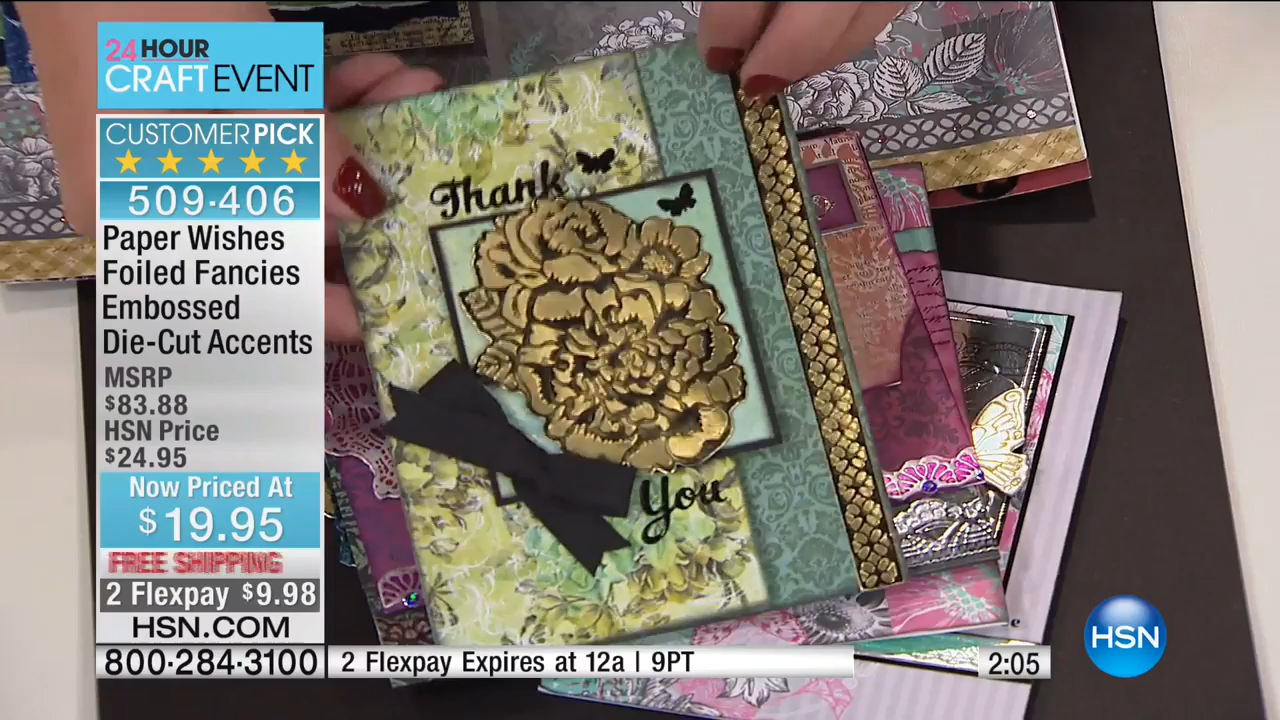 24 HOUR
CRAFT EVENT
CUSTOMER PICK
509-406
Paper Wishes
Foiled Fancies
Embossed
Die-Cut Accents
MSRP
$83.88
HSN Price
$24.95
Now Priced At
$19.95
FREE SHIPPING
2 Flexpay $9.98
HSN.COM
800-284-3100
2 Flexpay Expires at 12a | 9PT
2:05
HSN
Thank
You